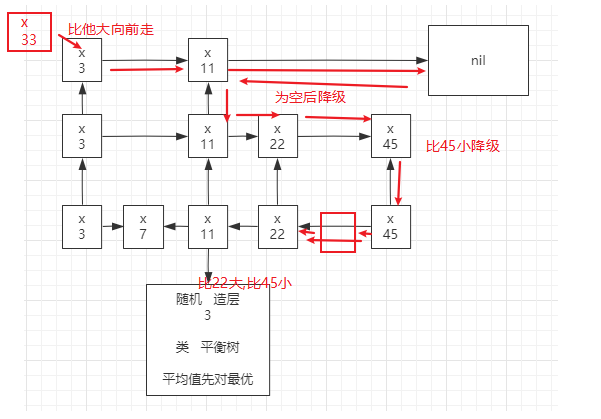 x
33
比他大向前走
x
3
x
11
nil
为空后降级
x
3
x
11
x
22
x
45
比45小降级
x
3
x
7
x
11
x
22
x
45
比22大,比45小
随机 造层
3
类 平衡树
平均值先对最优